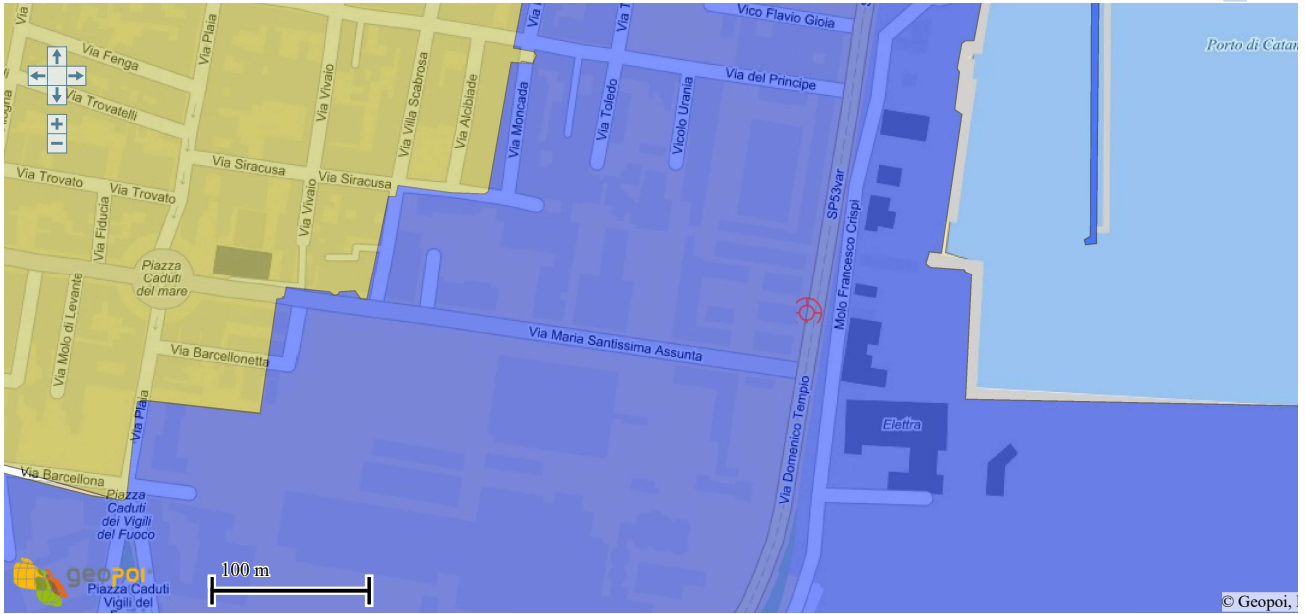 Vico Flavio Gioia
Via Plaia
Via Fenga
Porto di Catan
Via del Principe
Via Trovatelli
Via Vivaio
Via Villa Scabrosa
Via Alcibiade
Via Moncada
Via Toledo
Vicolo Urania
Via Siracusa
Via Siracusa
Via Trovato
Via Trovato
Via Fiducia
Via Vivaio
SP53var
Molo Francesco Crispi
Piazza
Caduti
del mare
Via Molo di Levante
Via Maria Santissima Assunta
Via Barcellonetta
Via Domenico Tempio
Via Plaia
Elettra
Via Barcellona
Piazza
Caduti
dei Vigili
del Fuoco
geopoi
100 m
Piazza Caduti
Vigili del
© Geopoi,